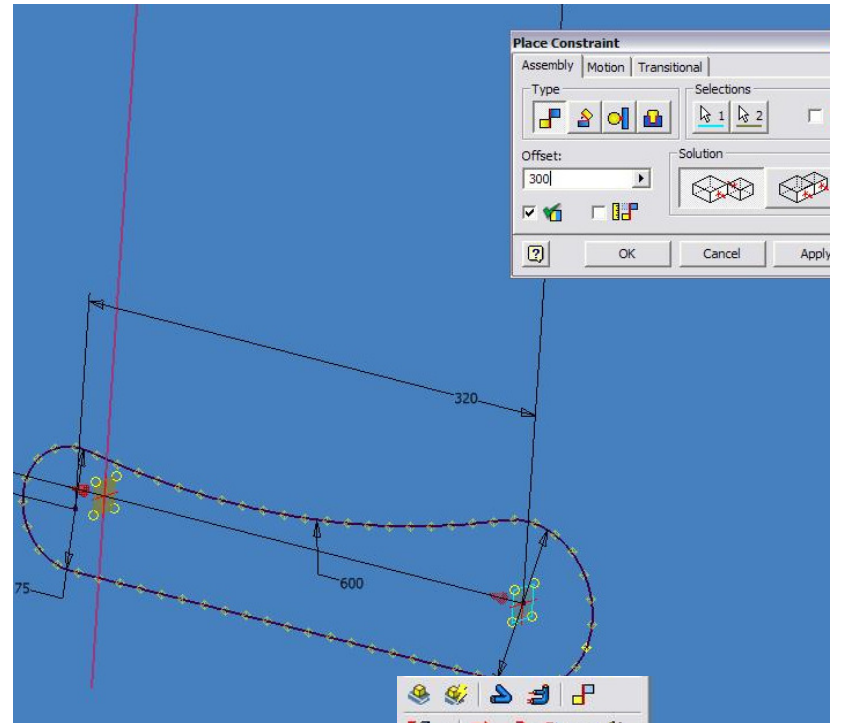 Place Constraint
Assembly Motion Transitional
Type
Selections
1 2
Offset:
Solution
300
OK Cancel Apply
320
600
75